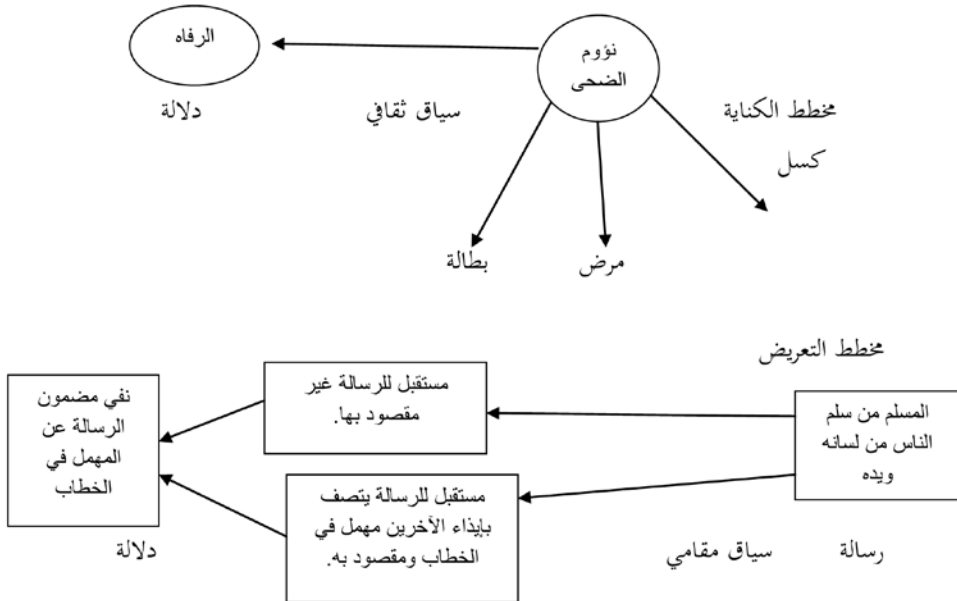 نؤوم
الضحى
الرفاه
مخطط الكناية
سياق ثقافي
دلالة
كسل
مرض
بطالة
مخطط التعريض
المسلم من سلم
الناس من لسانه
ويده
مستقبل للرسالة غير
مقصود بها.
نفي مضمون
الرسالة عن
المهمل في
الخطاب
مستقبل للرسالة يتصف
بإيذاء الآخرين مهمل في
الخطاب ومقصود به.
رسالة
سياق مقامي
دلالة